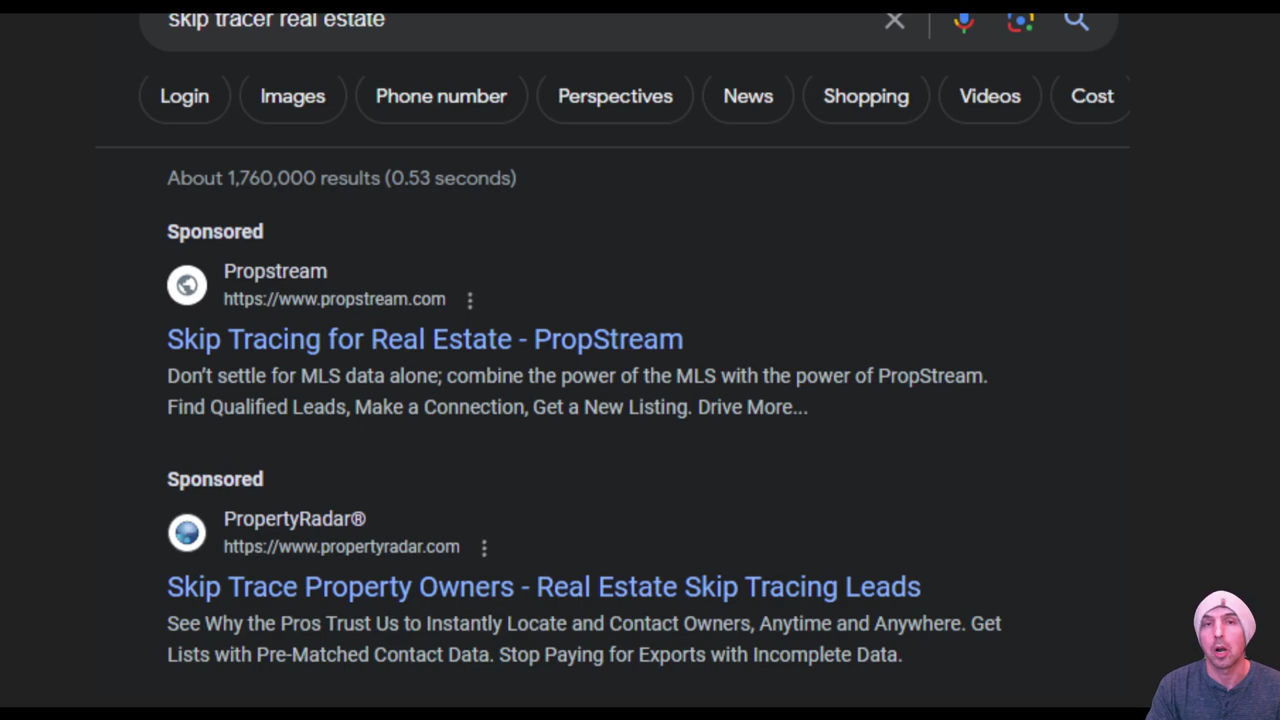 skip tracer real estate
Login Images Phone number Perspectives News Shopping Videos Cost
About 1,760,000 results (0.53 seconds)
Sponsored
Propstream
https://www.propstream.com
Skip Tracing for Real Estate - PropStream
Don't settle for MLS data alone; combine the power of the MLS with the power of PropStream.
Find Qualified Leads, Make a Connection, Get a New Listing. Drive More...
Sponsored
PropertyRadar®
https://www.propertyradar.com
Skip Trace Property Owners - Real Estate Skip Tracing Leads
See Why the Pros Trust Us to Instantly Locate and Contact Owners, Anytime and Anywhere. Get
Lists with Pre-Matched Contact Data. Stop Paying for Exports with Incomplete Data.